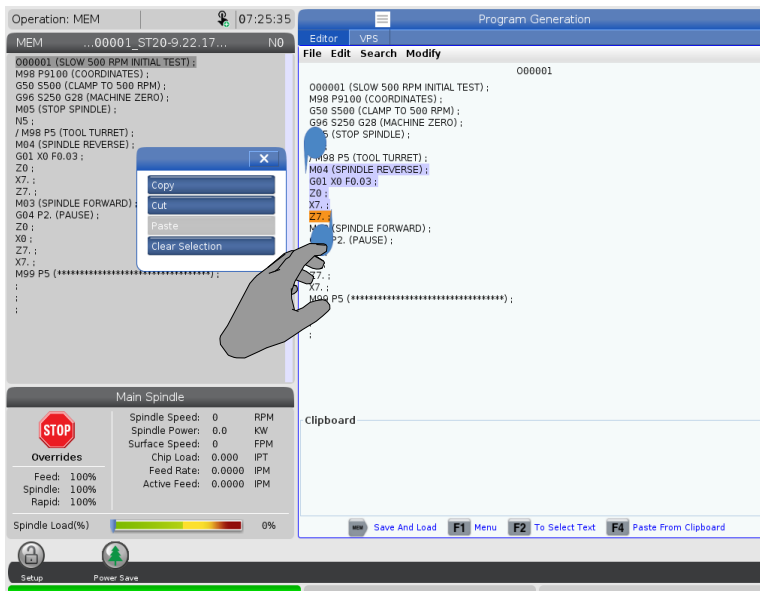 Operation: MEM
07:25:35
MEM ...00001_ST20-9.22.17... N0
O00001 (SLOW 500 RPM INITIAL TEST) ;
M98 P9100 (COORDINATES) ;
G50 S500 (CLAMP TO 500 RPM) ;
G96 S250 G28 (MACHINE ZERO) ;
M05 (STOP SPINDLE) ;
N5 ;
/ M98 P5 (TOOL TURRET) ;
M04 (SPINDLE REVERSE) ;
G01 X0 F0.03 ;
Z0 ;
X7. ;
Z7. ;
M03 (SPINDLE FORWARD)
G04 P2. (PAUSE) ;
Z0 ;
X0 ;
Z7. ;
X7. ;
M99 P5 (**********************************) ;
;
;
;
Copy
Cut
Paste
Clear Selection
Program Generation
Editor VPS
File Edit Search Modify
O00001
O00001 (SLOW 500 RPM INITIAL TEST) ;
M98 P9100 (COORDINATES) ;
G50 S500 (CLAMP TO 500 RPM) ;
G96 S250 G28 (MACHINE ZERO) ;
(STOP SPINDLE) ;
/ M98 P5 (TOOL TURRET) ;
M04 (SPINDLE REVERSE) ;
G01 X0 F0.03 ;
Z0 ;
X7. ;
Z7. ;
(SPINDLE FORWARD) ;
P2. (PAUSE) ;
;
Z7. ;
X7. ;
M99 P5 (**********************************) ;
;
Clipboard
MEM Save And Load F1 Menu F2 To Select Text F4 Paste From Clipboard
Main Spindle
STOP
Overrides
Feed: 100%
Spindle: 100%
Rapid: 100%
Spindle Speed: 0 RPM
Spindle Power: 0.0 KW
Surface Speed: 0 FPM
Chip Load: 0.000 IPT
Feed Rate: 0.0000 IPM
Active Feed: 0.0000 IPM
Spindle Load(%) 0%
Setup
Power Save